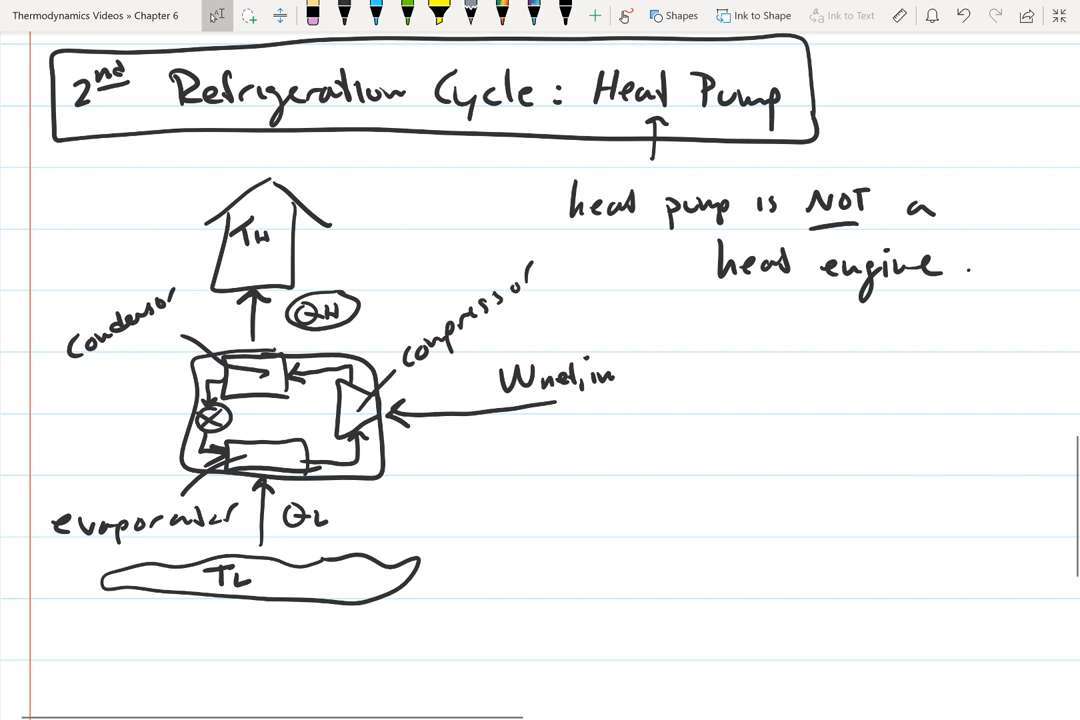 Thermodynamics Videos » Chapter 6
Shapes
Ink to Shape
Ink to Text
2nd Refrigeration Cycle: Heat Pump
heat pump is NOT a
heat engine.
TH
QH
condensor
compressor
Wnet,in
evaporator
QL
TL